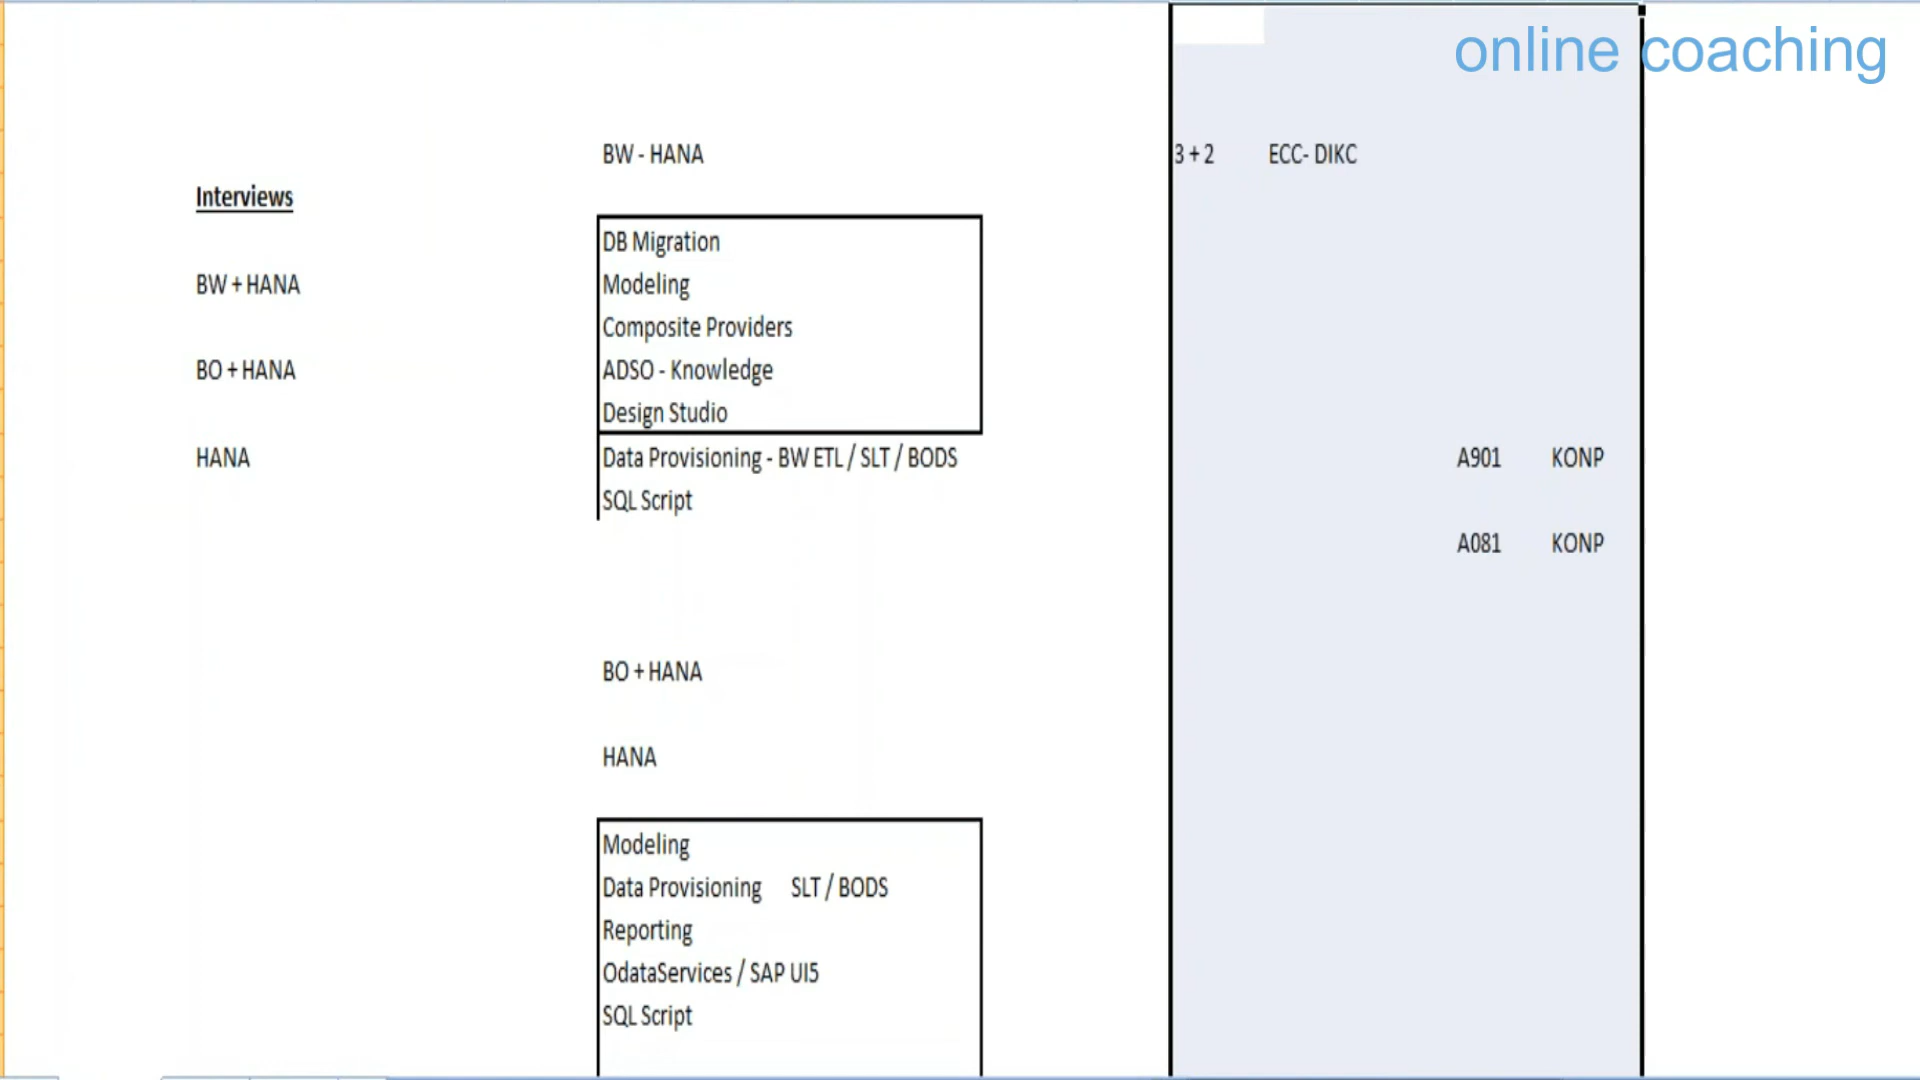 online coaching
BW - HANA 3 + 2 ECC- DIKC
Interviews
DB Migration
BW + HANA Modeling
Composite Providers
BO + HANA ADSO - Knowledge
Design Studio
HANA Data Provisioning - BW ETL / SLT / BODS A901 KONP
SQL Script
A081 KONP
BO + HANA
HANA
Modeling
Data Provisioning SLT / BODS
Reporting
OdataServices / SAP UI5
SQL Script